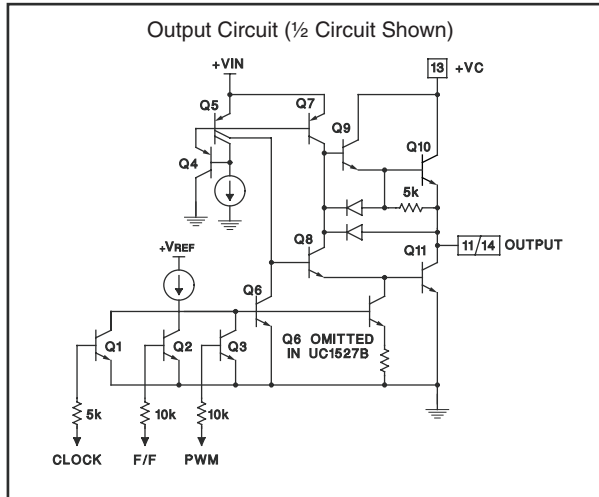 Output Circuit (½ Circuit Shown)
+VIN
13 +VC
Q5
Q7
Q9
Q10
Q4
5k
+VREF
Q8
11/14 OUTPUT
Q11
Q6
Q1
Q2
Q3
Q6 OMITTED
IN UC1527B
5k
10k
10k
CLOCK
F/F
PWM